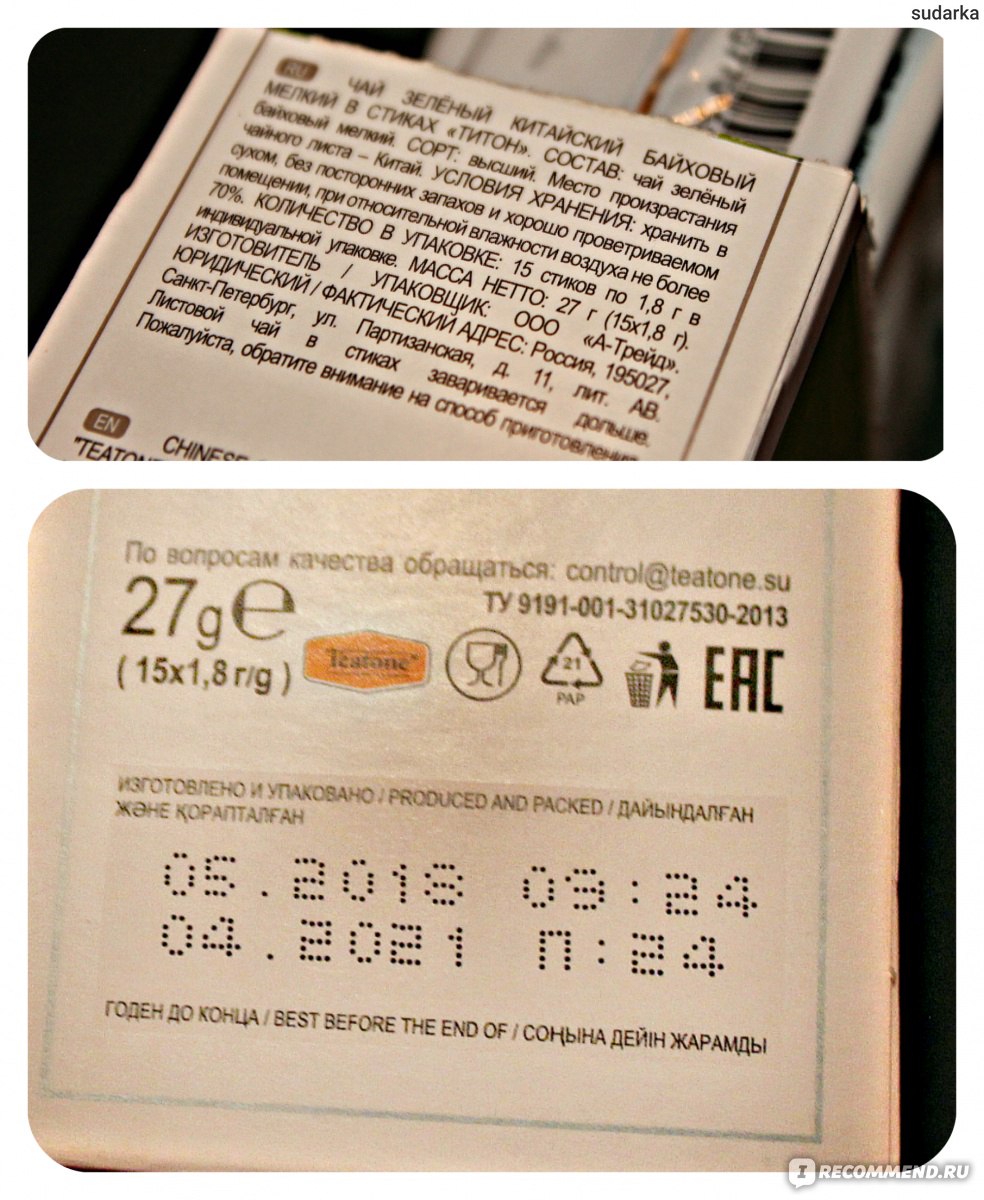 sudarka
RU
ЧАЙ ЗЕЛЁНЫЙ КИТАЙСКИЙ БАЙХОВЫЙ
МЕЛКИЙ В СТИКАХ «ТИТОН». СОСТАВ: чай зелёный
байховый мелкий. СОРТ: высший. Место произрастания
чайного листа – Китай. УСЛОВИЯ ХРАНЕНИЯ: хранить в
сухом, без посторонних запахов и хорошо проветриваемом
помещении, при относительной влажности воздуха не более
70%. КОЛИЧЕСТВО В УПАКОВКЕ: 15 стиков по 1,8 г в
индивидуальной упаковке. МАССА НЕТТО: 27 г (15х1,8 г).
ИЗГОТОВИТЕЛЬ / УПАКОВЩИК: ООО «А-Трейд».
ЮРИДИЧЕСКИЙ / ФАКТИЧЕСКИЙ АДРЕС: Россия, 195027,
Санкт-Петербург, ул. Партизанская, д. 11, лит. АВ.
Листовой чай в стиках заваривается дольше.
Пожалуйста, обратите внимание на способ приготовления
EN
CHINESE
"TEATONE
По вопросам качества обращаться: control@teatone.su
27g e
ТУ 9191-001-31027530-2013
(15x1,8 г/g)
Teatone
21
PAP
EAC
ИЗГОТОВЛЕНО И УПАКОВАНО / PRODUCED AND PACKED / ДАЙЫНДАЛҒАН
ЖӘНЕ ҚОРАПТАЛҒАН
05.2018 09:24
04.2021 П:24
ГОДЕН ДО КОНЦА / BEST BEFORE THE END OF / СОҢЫНА ДЕЙІН ЖАРАМДЫ
I RECOMMEND.RU